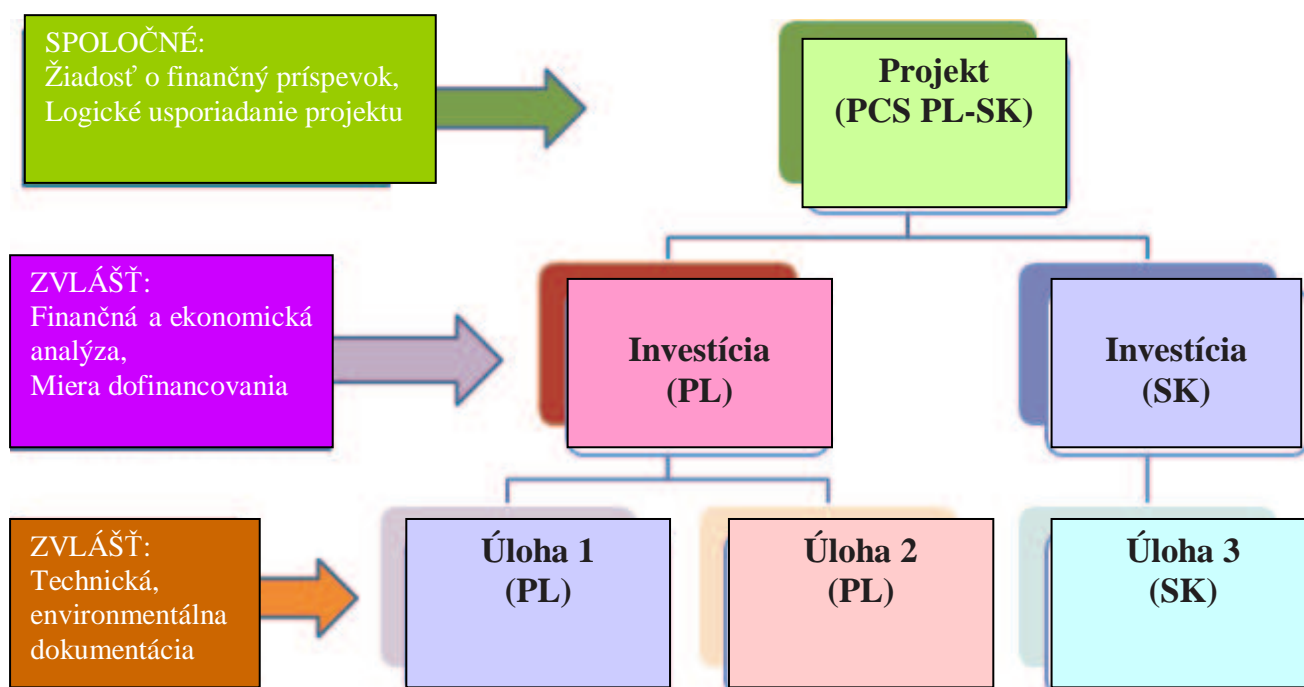 SPOLOČNÉ:
Žiadosť o finančný príspevok,
Logické usporiadanie projektu
Projekt
(PCS PL-SK)
ZVLÁŠŤ:
Finančná a ekonomická
analýza,
Miera dofinancovania
Investícia
(PL)
Investícia
(SK)
ZVLÁŠŤ:
Technická,
environmentálna
dokumentácia
Úloha 1
(PL)
Úloha 2
(PL)
Úloha 3
(SK)